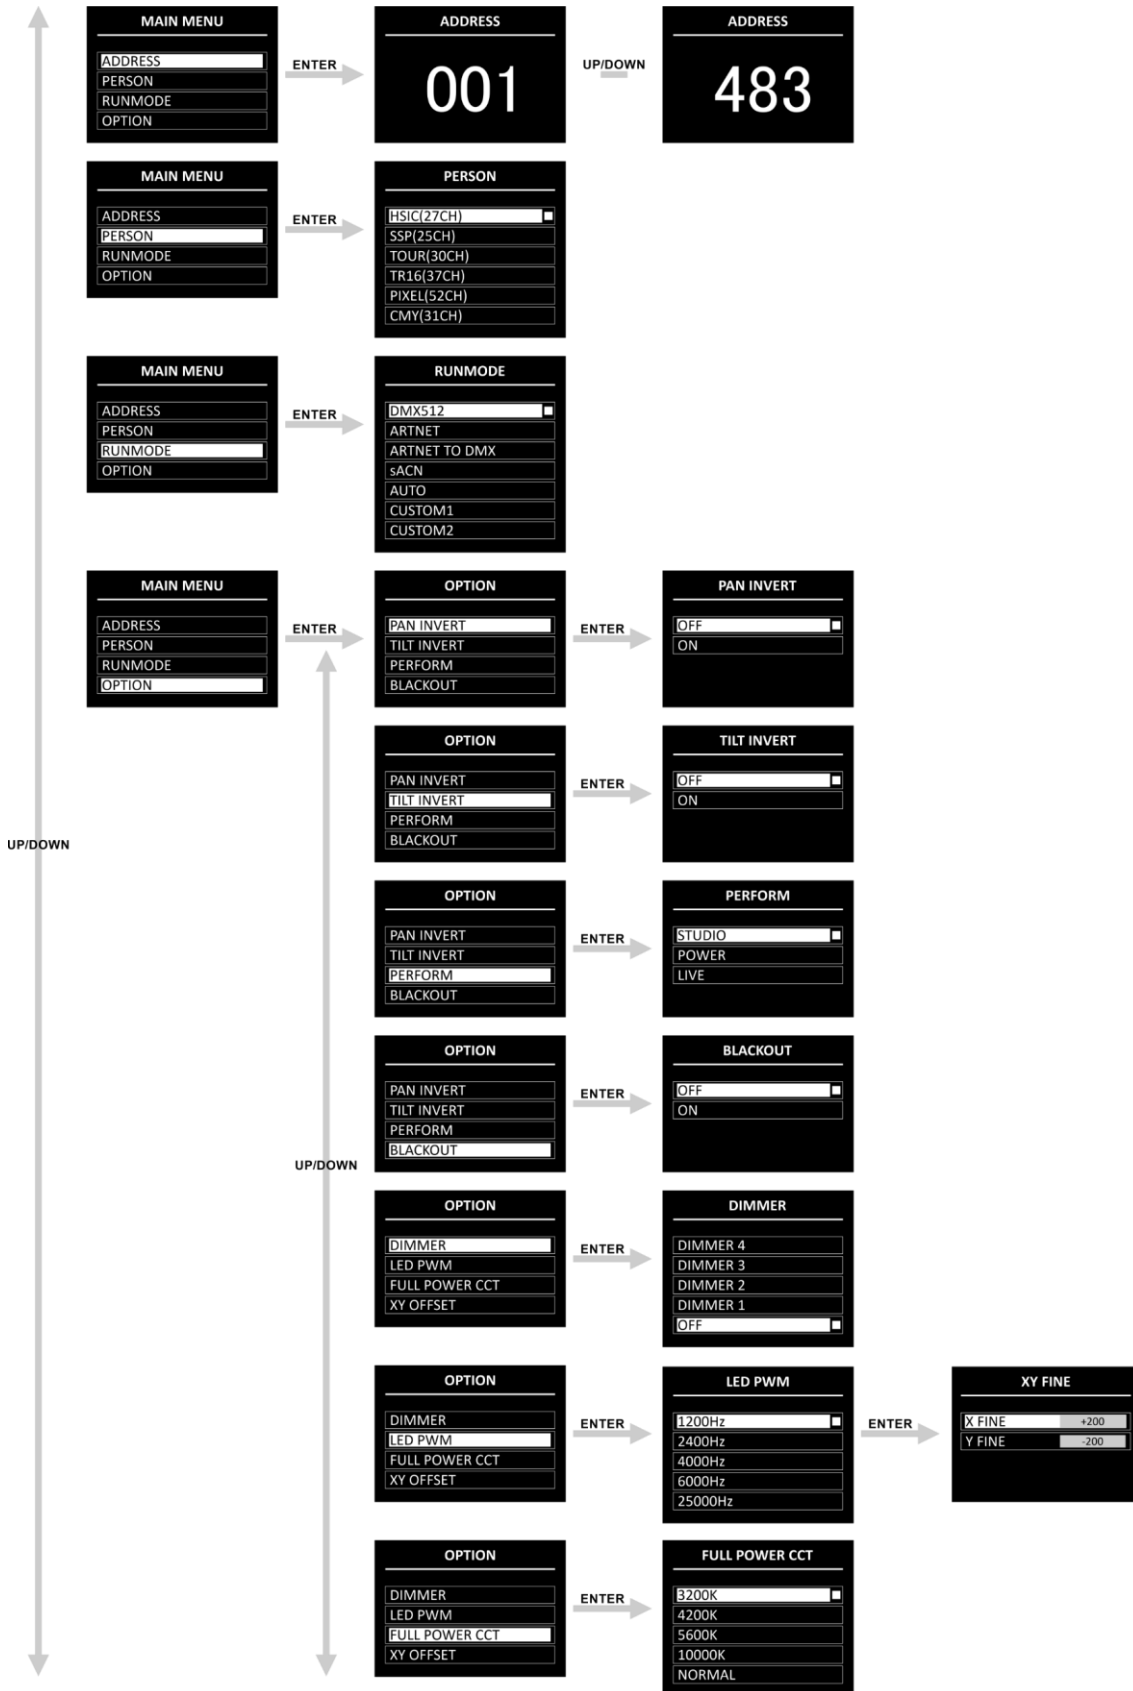 MAIN MENU
ADDRESS
PERSON
RUNMODE
OPTION
ENTER
ADDRESS
001
UP/DOWN
ADDRESS
483
MAIN MENU
ADDRESS
PERSON
RUNMODE
OPTION
ENTER
PERSON
HSIC(27CH)
SSP(25CH)
TOUR(30CH)
TR16(37CH)
PIXEL(52CH)
CMY(31CH)
MAIN MENU
ADDRESS
PERSON
RUNMODE
OPTION
ENTER
RUNMODE
DMX512
ARTNET
ARTNET TO DMX
sACN
AUTO
CUSTOM1
CUSTOM2
MAIN MENU
ADDRESS
PERSON
RUNMODE
OPTION
ENTER
OPTION
PAN INVERT
TILT INVERT
PERFORM
BLACKOUT
ENTER
PAN INVERT
OFF
ON
OPTION
PAN INVERT
TILT INVERT
PERFORM
BLACKOUT
ENTER
TILT INVERT
OFF
ON
UP/DOWN
OPTION
PAN INVERT
TILT INVERT
PERFORM
BLACKOUT
ENTER
PERFORM
STUDIO
POWER
LIVE
OPTION
PAN INVERT
TILT INVERT
PERFORM
BLACKOUT
ENTER
BLACKOUT
OFF
ON
UP/DOWN
OPTION
DIMMER
LED PWM
FULL POWER CCT
XY OFFSET
ENTER
DIMMER
DIMMER 4
DIMMER 3
DIMMER 2
DIMMER 1
OFF
OPTION
DIMMER
LED PWM
FULL POWER CCT
XY OFFSET
ENTER
LED PWM
1200Hz
2400Hz
4000Hz
6000Hz
25000Hz
ENTER
XY FINE
X FINE +200
Y FINE -200
OPTION
DIMMER
LED PWM
FULL POWER CCT
XY OFFSET
ENTER
FULL POWER CCT
3200K
4200K
5600K
10000K
NORMAL